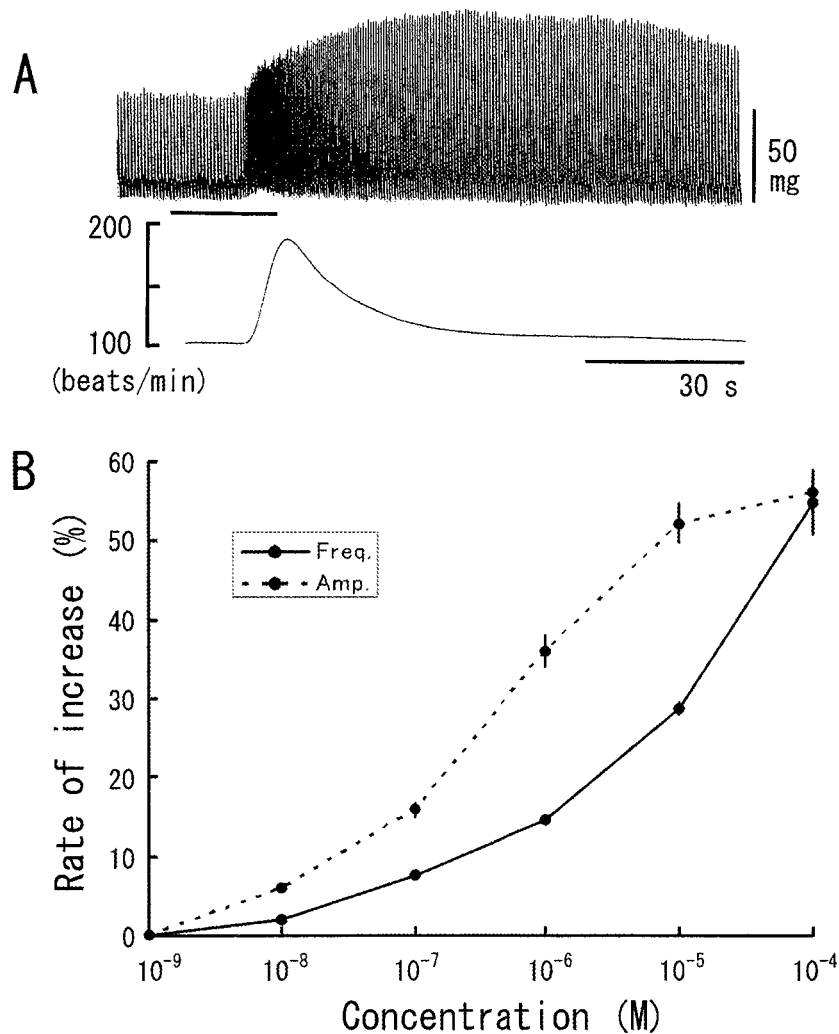 A
50
mg
200
100
(beats/min)
30 s
B
Rate of increase (%)
60
50
40
30
20
10
0
Freq.
Amp.
10⁻⁹ 10⁻⁸ 10⁻⁷ 10⁻⁶ 10⁻⁵ 10⁻⁴
Concentration (M)